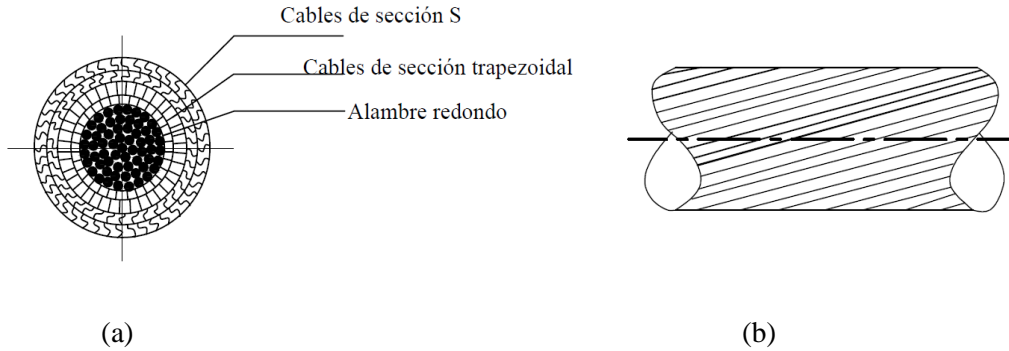 Cables de sección S
Cables de sección trapezoidal
Alambre redondo
(a)
(b)